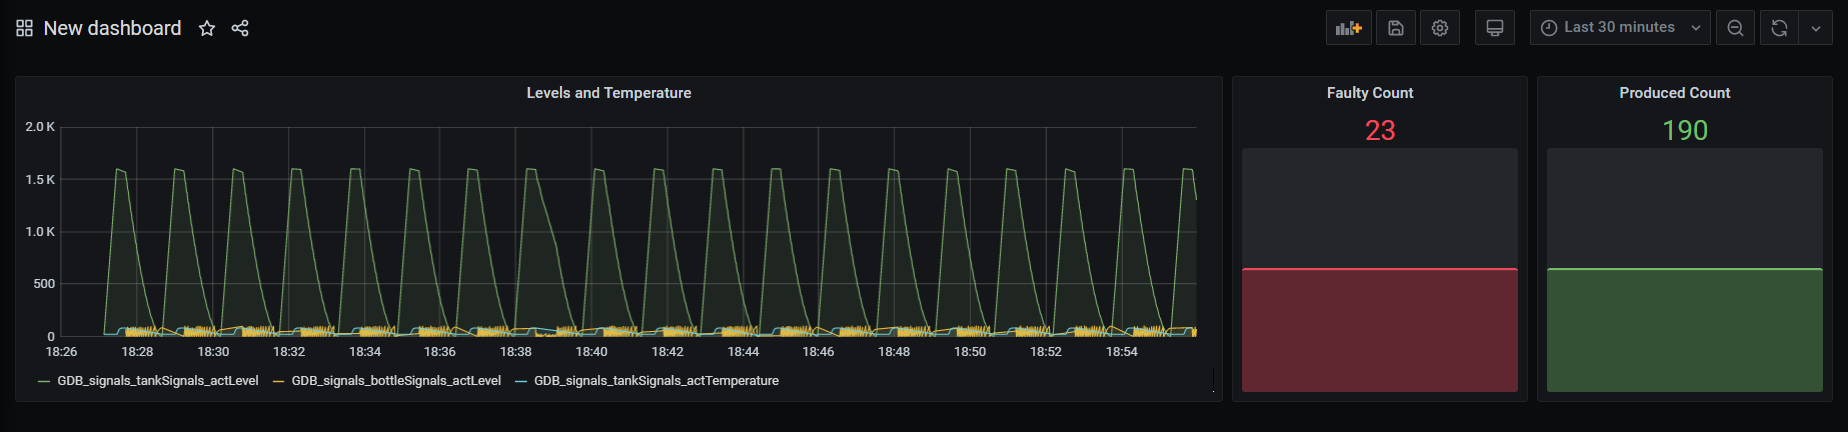 New dashboard
Last 30 minutes
Levels and Temperature
2.0 K
1.5 K
1.0 K
500
0
18:26 18:28 18:30 18:32 18:34 18:36 18:38 18:40 18:42 18:44 18:46 18:48 18:50 18:52 18:54
GDB_signals_tankSignals_actLevel GDB_signals_bottleSignals_actLevel GDB_signals_tankSignals_actTemperature
Faulty Count
23
Produced Count
190